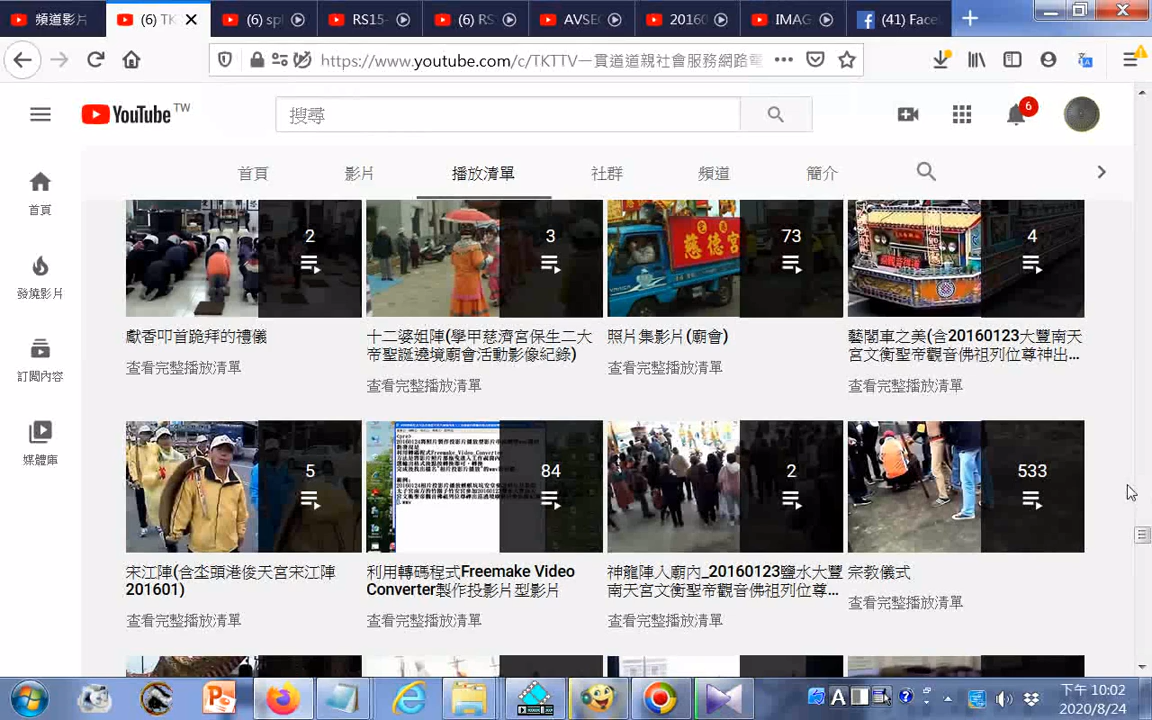 頻道影片
(6) TK
(6) sp
RS15-
(6) RS
AVSE
20160
IMAG
(41) Face
https://www.youtube.com/c/TKTTV一貫道道親社會服務網路電
YouTube TW
搜尋
6
首頁
影片
播放清單
社群
頻道
簡介
首頁
發燒影片
訂閱內容
媒體庫
2
3
73
慈德宮
4
獻香叩首跪拜的禮儀
查看完整播放清單
十二婆姐陣(學甲慈濟宮保生二大
帝聖誕遶境廟會活動影像紀錄)
查看完整播放清單
照片集影片(廟會)
查看完整播放清單
藝閣車之美(含20160123大豐南天
宮文衡聖帝觀音佛祖列位尊神出...
查看完整播放清單
5
84
2
533
宋江陣(含坔頭港俊天宮宋江陣
201601)
查看完整播放清單
利用轉碼程式Freemake Video
Converter製作投影片型影片
查看完整播放清單
神龍陣入廟內_20160123鹽水大豐
南天宮文衡聖帝觀音佛祖列位尊...
查看完整播放清單
宗教儀式
查看完整播放清單
下午 10:02
2020/8/24